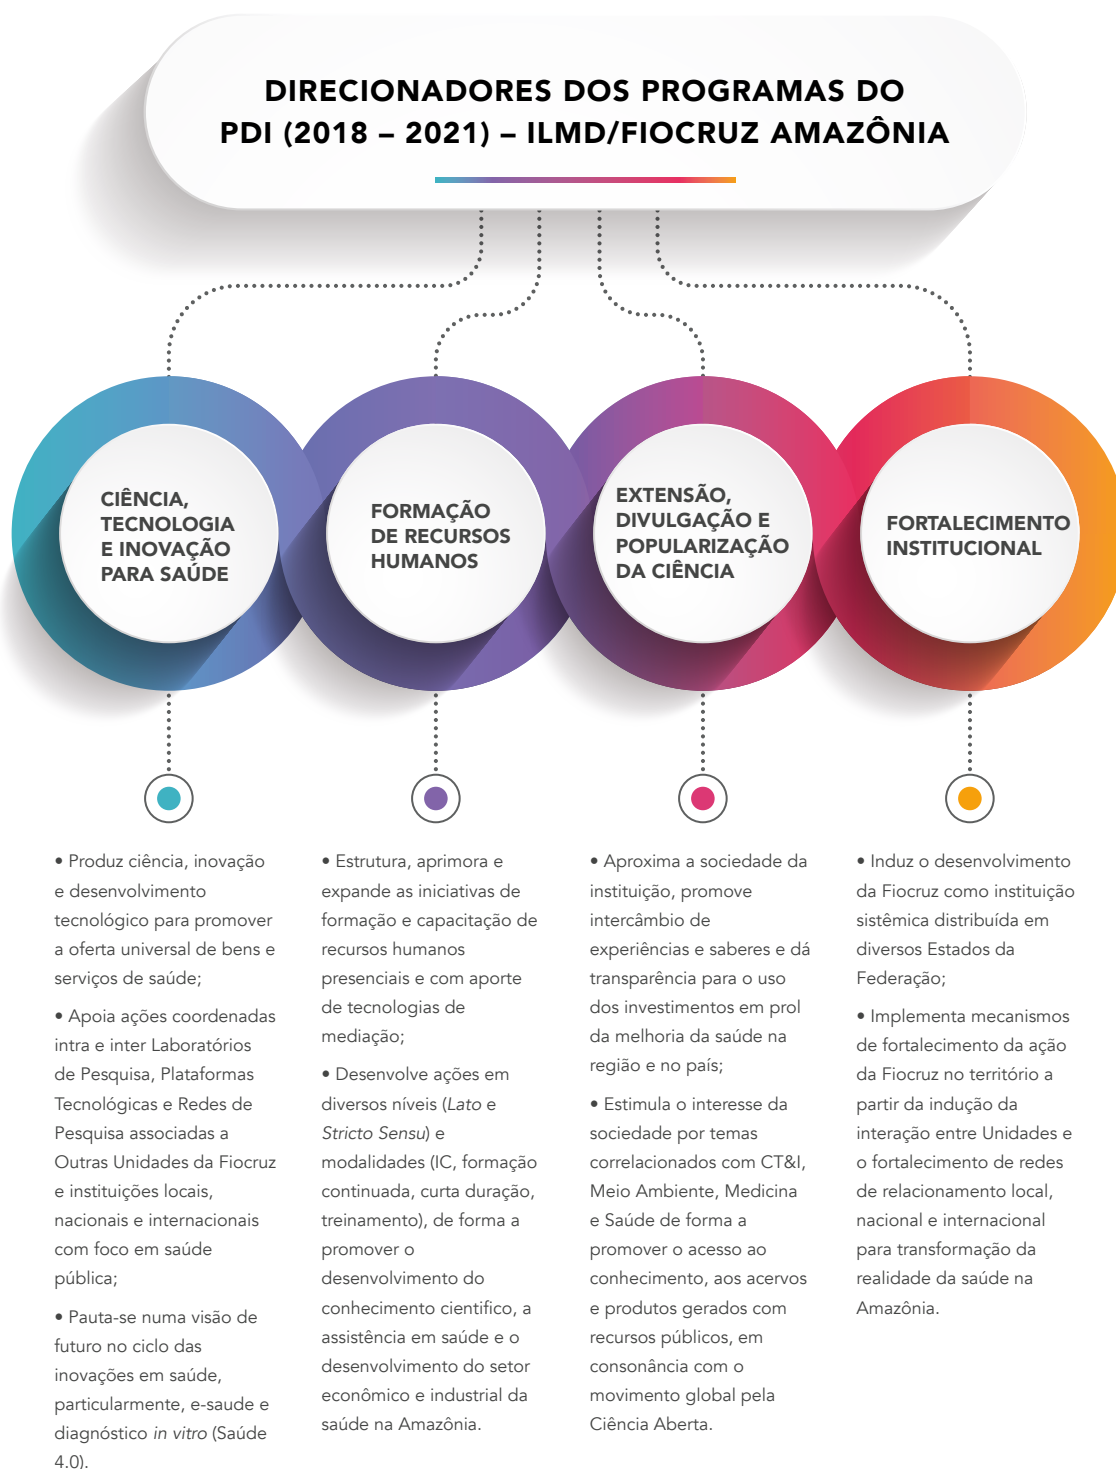 DIRECIONADORES DOS PROGRAMAS DO
PDI (2018 – 2021) – ILMD/FIOCRUZ AMAZÔNIA
CIÊNCIA,
TECNOLOGIA
E INOVAÇÃO
PARA SAÚDE
FORMAÇÃO
DE RECURSOS
HUMANOS
EXTENSÃO,
DIVULGAÇÃO E
POPULARIZAÇÃO
DA CIÊNCIA
FORTALECIMENTO
INSTITUCIONAL
• Produz ciência, inovação
e desenvolvimento
tecnológico para promover
a oferta universal de bens e
serviços de saúde;
• Apoia ações coordenadas
intra e inter Laboratórios
de Pesquisa, Plataformas
Tecnológicas e Redes de
Pesquisa associadas a
Outras Unidades da Fiocruz
e instituições locais,
nacionais e internacionais
com foco em saúde
pública;
• Pauta-se numa visão de
futuro no ciclo das
inovações em saúde,
particularmente, e-saude e
diagnóstico in vitro (Saúde
4.0).
• Estrutura, aprimora e
expande as iniciativas de
formação e capacitação de
recursos humanos
presenciais e com aporte
de tecnologias de
mediação;
• Desenvolve ações em
diversos níveis (Lato e
Stricto Sensu) e
modalidades (IC, formação
continuada, curta duração,
treinamento), de forma a
promover o
desenvolvimento do
conhecimento cientifico, a
assistência em saúde e o
desenvolvimento do setor
econômico e industrial da
saúde na Amazônia.
• Aproxima a sociedade da
instituição, promove
intercâmbio de
experiências e saberes e dá
transparência para o uso
dos investimentos em prol
da melhoria da saúde na
região e no país;
• Estimula o interesse da
sociedade por temas
correlacionados com CT&I,
Meio Ambiente, Medicina
e Saúde de forma a
promover o acesso ao
conhecimento, aos acervos
e produtos gerados com
recursos públicos, em
consonância com o
movimento global pela
Ciência Aberta.
• Induz o desenvolvimento
da Fiocruz como instituição
sistêmica distribuída em
diversos Estados da
Federação;
• Implementa mecanismos
de fortalecimento da ação
da Fiocruz no território a
partir da indução da
interação entre Unidades e
o fortalecimento de redes
de relacionamento local,
nacional e internacional
para transformação da
realidade da saúde na
Amazônia.